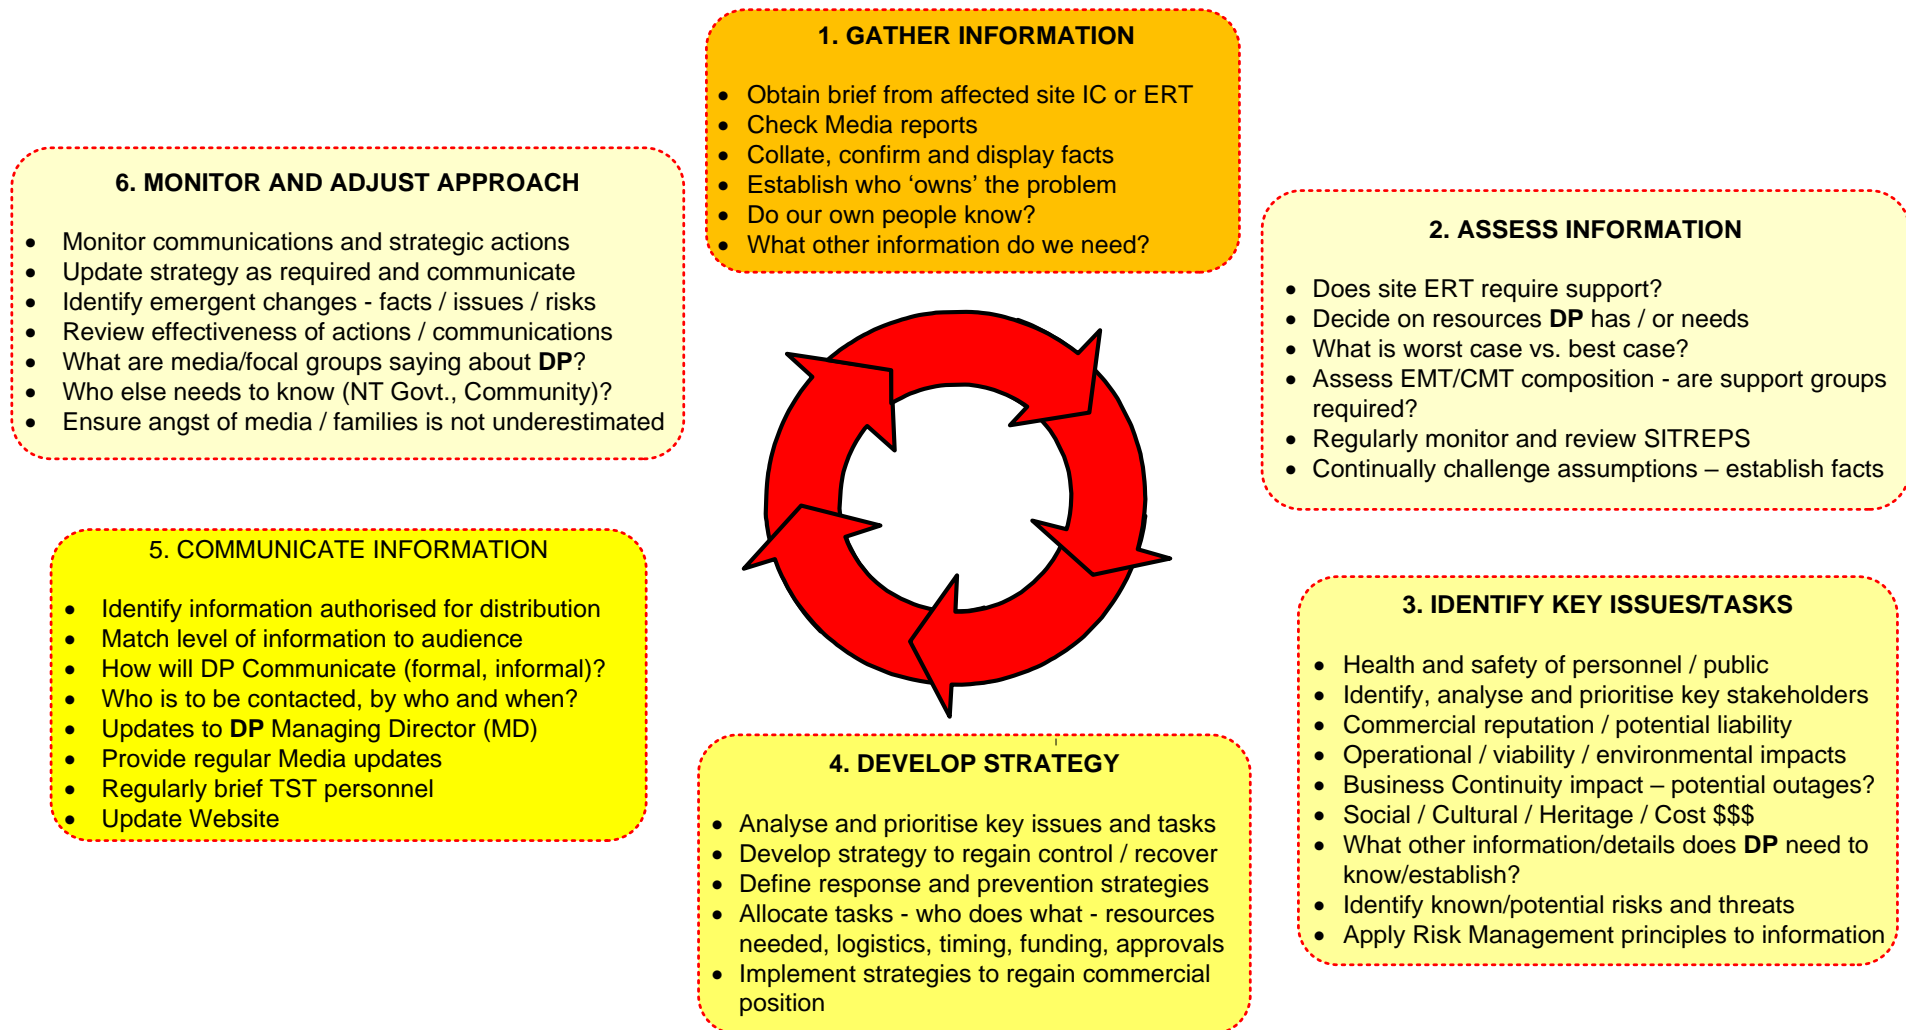 1. GATHER INFORMATION
• Obtain brief from affected site IC or ERT
• Check Media reports
• Collate, confirm and display facts
• Establish who ‘owns’ the problem
• Do our own people know?
• What other information do we need?
2. ASSESS INFORMATION
• Does site ERT require support?
• Decide on resources DP has / or needs
• What is worst case vs. best case?
• Assess EMT/CMT composition - are support groups
required?
• Regularly monitor and review SITREPS
• Continually challenge assumptions – establish facts
3. IDENTIFY KEY ISSUES/TASKS
• Health and safety of personnel / public
• Identify, analyse and prioritise key stakeholders
• Commercial reputation / potential liability
• Operational / viability / environmental impacts
• Business Continuity impact – potential outages?
• Social / Cultural / Heritage / Cost $$$
• What other information/details does DP need to
know/establish?
• Identify known/potential risks and threats
• Apply Risk Management principles to information
4. DEVELOP STRATEGY
• Analyse and prioritise key issues and tasks
• Develop strategy to regain control / recover
• Define response and prevention strategies
• Allocate tasks - who does what - resources
needed, logistics, timing, funding, approvals
• Implement strategies to regain commercial
position
5. COMMUNICATE INFORMATION
• Identify information authorised for distribution
• Match level of information to audience
• How will DP Communicate (formal, informal)?
• Who is to be contacted, by who and when?
• Updates to DP Managing Director (MD)
• Provide regular Media updates
• Regularly brief TST personnel
• Update Website
6. MONITOR AND ADJUST APPROACH
• Monitor communications and strategic actions
• Update strategy as required and communicate
• Identify emergent changes - facts / issues / risks
• Review effectiveness of actions / communications
• What are media/focal groups saying about DP?
• Who else needs to know (NT Govt., Community)?
• Ensure angst of media / families is not underestimated